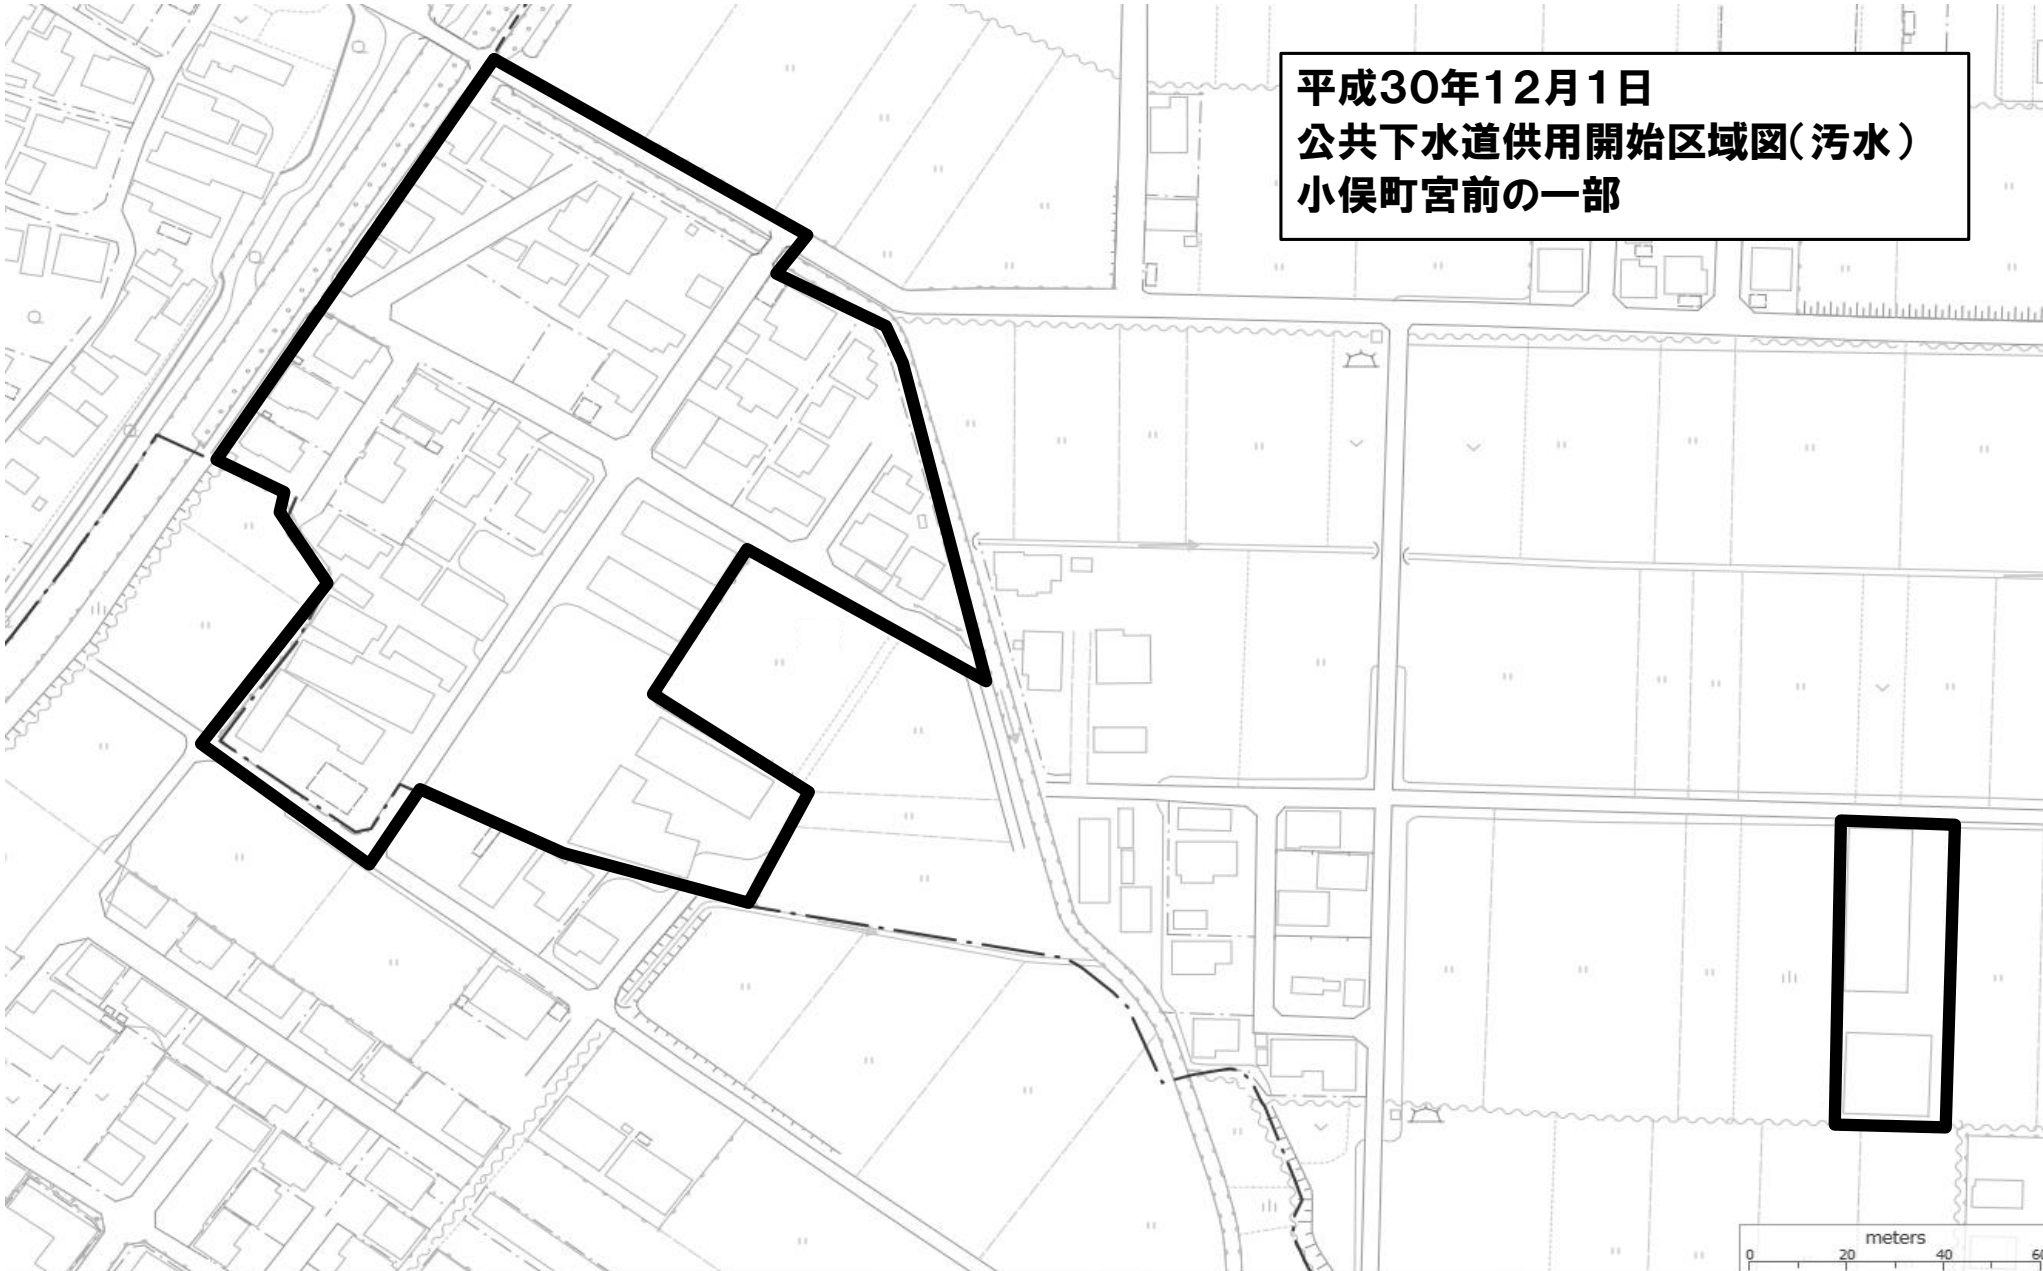 平成30年12月1日
公共下水道供用開始区域図(汚水)
小俣町宮前の一部
meters
0 20 40 60